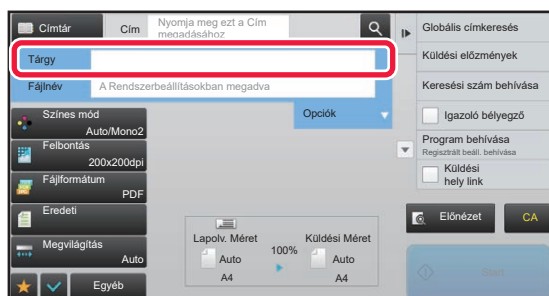 Címtár
Cím
Nyomja meg ezt a Cím
megadásához
Tárgy
Fájlnév
A Rendszerbeállításokban megadva
Opciók
Színes mód
Auto/Mono2
Felbontás
200x200dpi
Fájlformátum
PDF
Eredeti
Megvilágítás
Auto
Egyéb
Lapolv. Méret
Auto
A4
100%
Küldési Méret
Auto
A4
Globális címkeresés
Küldési előzmények
Keresési szám behívása
Igazoló bélyegző
Program behívása
Regisztrált beáll. behívása
Küldési
hely link
Előnézet
CA
Start